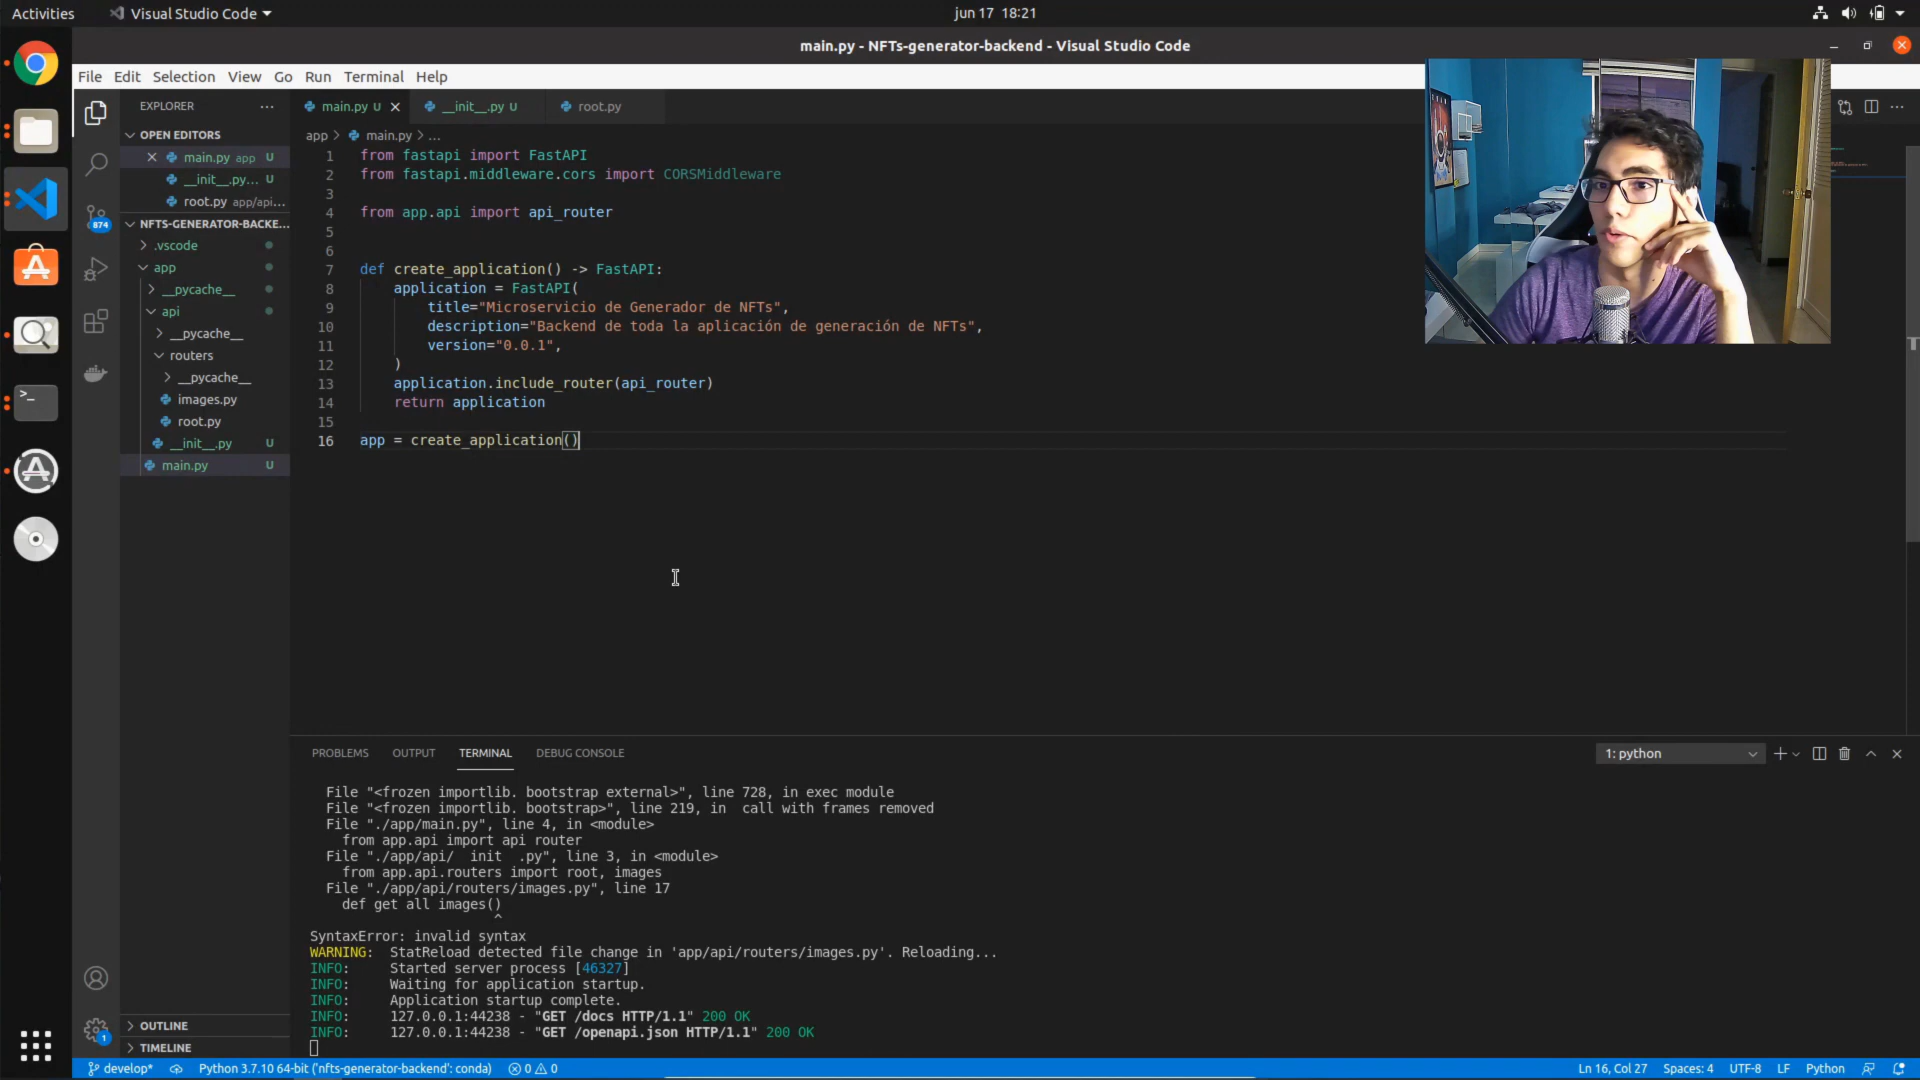 Activities
Visual Studio Code
jun 17 18:21
main.py - NFTs-generator-backend - Visual Studio Code
File Edit Selection View Go Run Terminal Help
EXPLORER
main.py U
__init__.py U
root.py
OPEN EDITORS
main.py app U
__init__.py... U
root.py app/api...
NFTS-GENERATOR-BACKE...
.vscode
app
__pycache__
api
__pycache__
routers
__pycache__
images.py
root.py
__init__.py U
main.py U
OUTLINE
TIMELINE
874
1
app > main.py > ...
1 from fastapi import FastAPI
2 from fastapi.middleware.cors import CORSMiddleware
3
4 from app.api import api_router
5
6
7 def create_application() -> FastAPI:
8 application = FastAPI(
9 title="Microservicio de Generador de NFTs",
10 description="Backend de toda la aplicación de generación de NFTs",
11 version="0.0.1",
12 )
13 application.include_router(api_router)
14 return application
15
16 app = create_application()
PROBLEMS OUTPUT TERMINAL DEBUG CONSOLE
1: python
File "<frozen importlib. bootstrap external>", line 728, in exec module
File "<frozen importlib. bootstrap>", line 219, in call with frames removed
File "./app/main.py", line 4, in <module>
from app.api import api router
File "./app/api/ init .py", line 3, in <module>
from app.api.routers import root, images
File "./app/api/routers/images.py", line 17
def get all images()
^
SyntaxError: invalid syntax
WARNING: StatReload detected file change in 'app/api/routers/images.py'. Reloading...
INFO: Started server process [46327]
INFO: Waiting for application startup.
INFO: Application startup complete.
INFO: 127.0.0.1:44238 - "GET /docs HTTP/1.1" 200 OK
INFO: 127.0.0.1:44238 - "GET /openapi.json HTTP/1.1" 200 OK
develop* Python 3.7.10 64-bit ('nfts-generator-backend': conda) 0 0
Ln 16, Col 27 Spaces: 4 UTF-8 LF Python